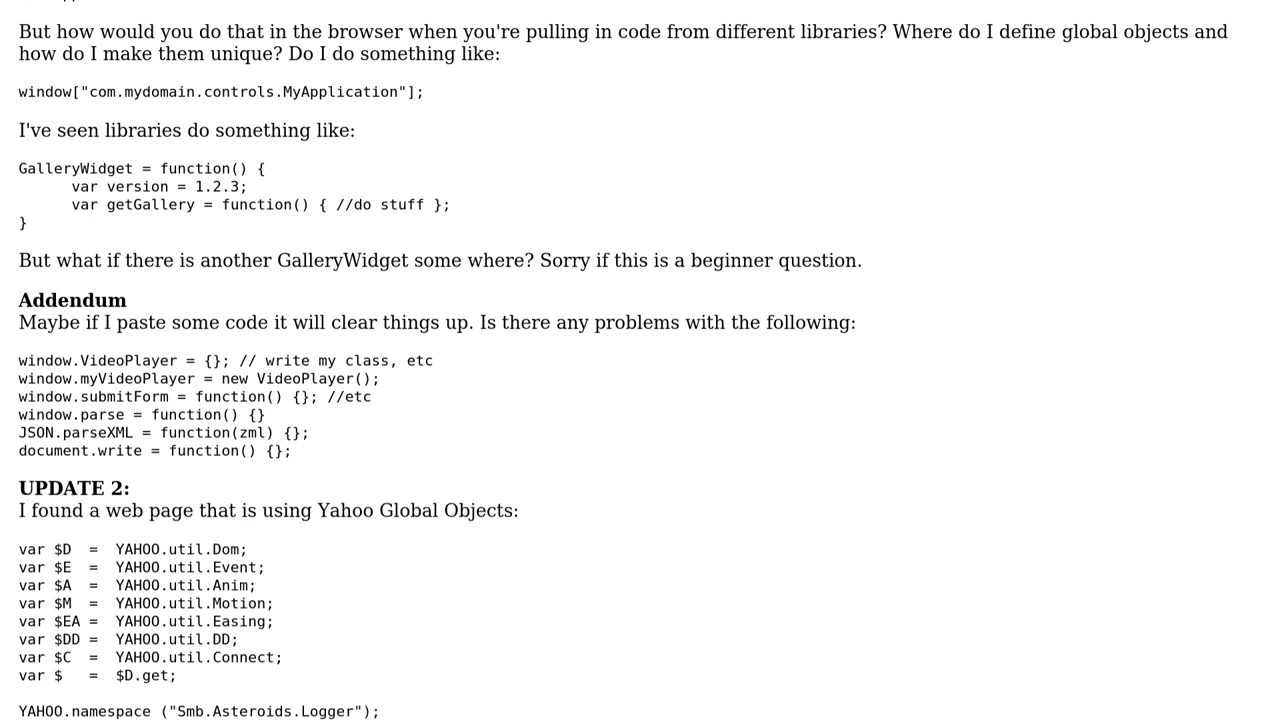 But how would you do that in the browser when you're pulling in code from different libraries? Where do I define global objects and
how do I make them unique? Do I do something like:
window["com.mydomain.controls.MyApplication"];
I've seen libraries do something like:
GalleryWidget = function() {
      var version = 1.2.3;
      var getGallery = function() { //do stuff };
}
But what if there is another GalleryWidget some where? Sorry if this is a beginner question.
Addendum
Maybe if I paste some code it will clear things up. Is there any problems with the following:
window.VideoPlayer = {}; // write my class, etc
window.myVideoPlayer = new VideoPlayer();
window.submitForm = function() {}; //etc
window.parse = function() {}
JSON.parseXML = function(zml) {};
document.write = function() {};
UPDATE 2:
I found a web page that is using Yahoo Global Objects:
var $D  =  YAHOO.util.Dom;
var $E  =  YAHOO.util.Event;
var $A  =  YAHOO.util.Anim;
var $M  =  YAHOO.util.Motion;
var $EA =  YAHOO.util.Easing;
var $DD =  YAHOO.util.DD;
var $C  =  YAHOO.util.Connect;
var $   =  $D.get;
YAHOO.namespace ("Smb.Asteroids.Logger");